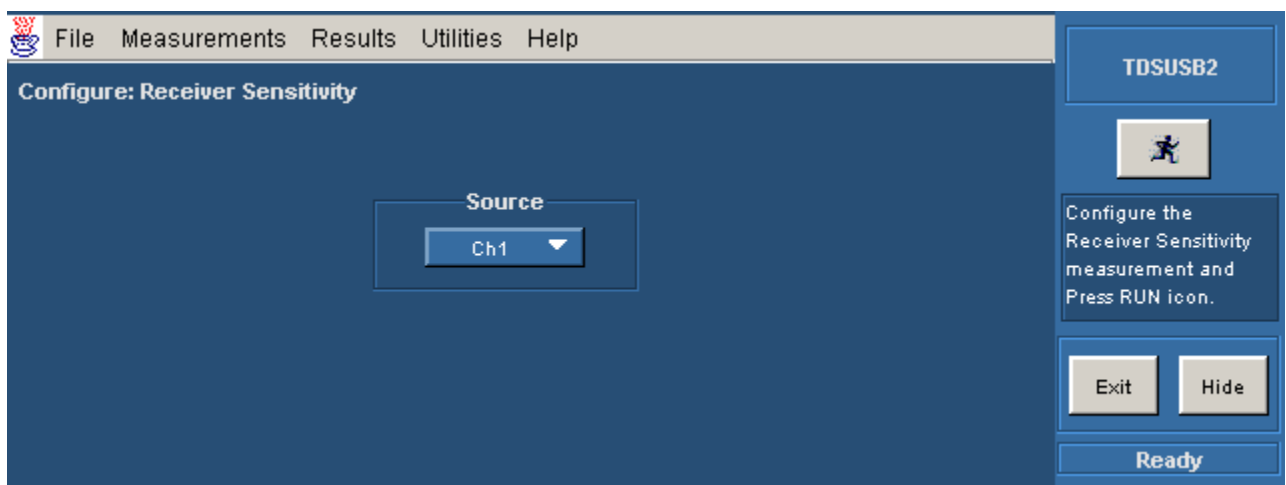 File Measurements Results Utilities Help
Configure: Receiver Sensitivity
Source
Ch1
TDSUSB2
Configure the
Receiver Sensitivity
measurement and
Press RUN icon.
Exit Hide
Ready